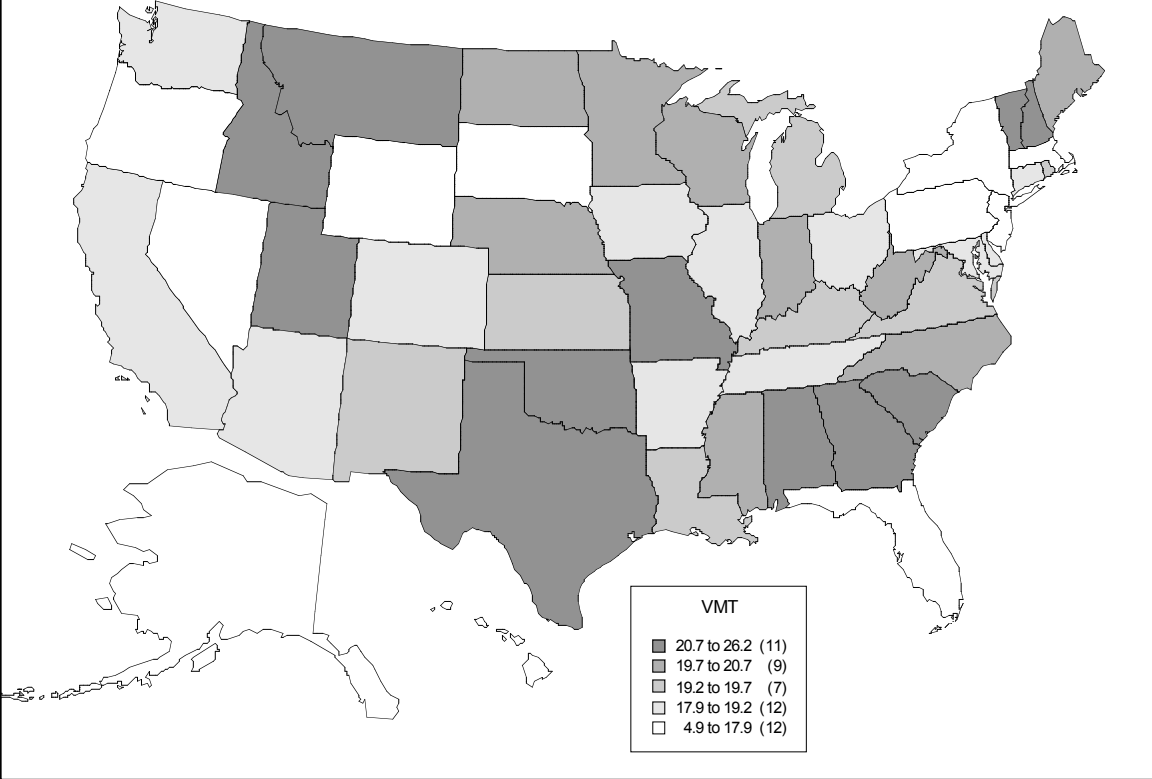 VMT
20.7 to 26.2 (11)
19.7 to 20.7 (9)
19.2 to 19.7 (7)
17.9 to 19.2 (12)
4.9 to 17.9 (12)